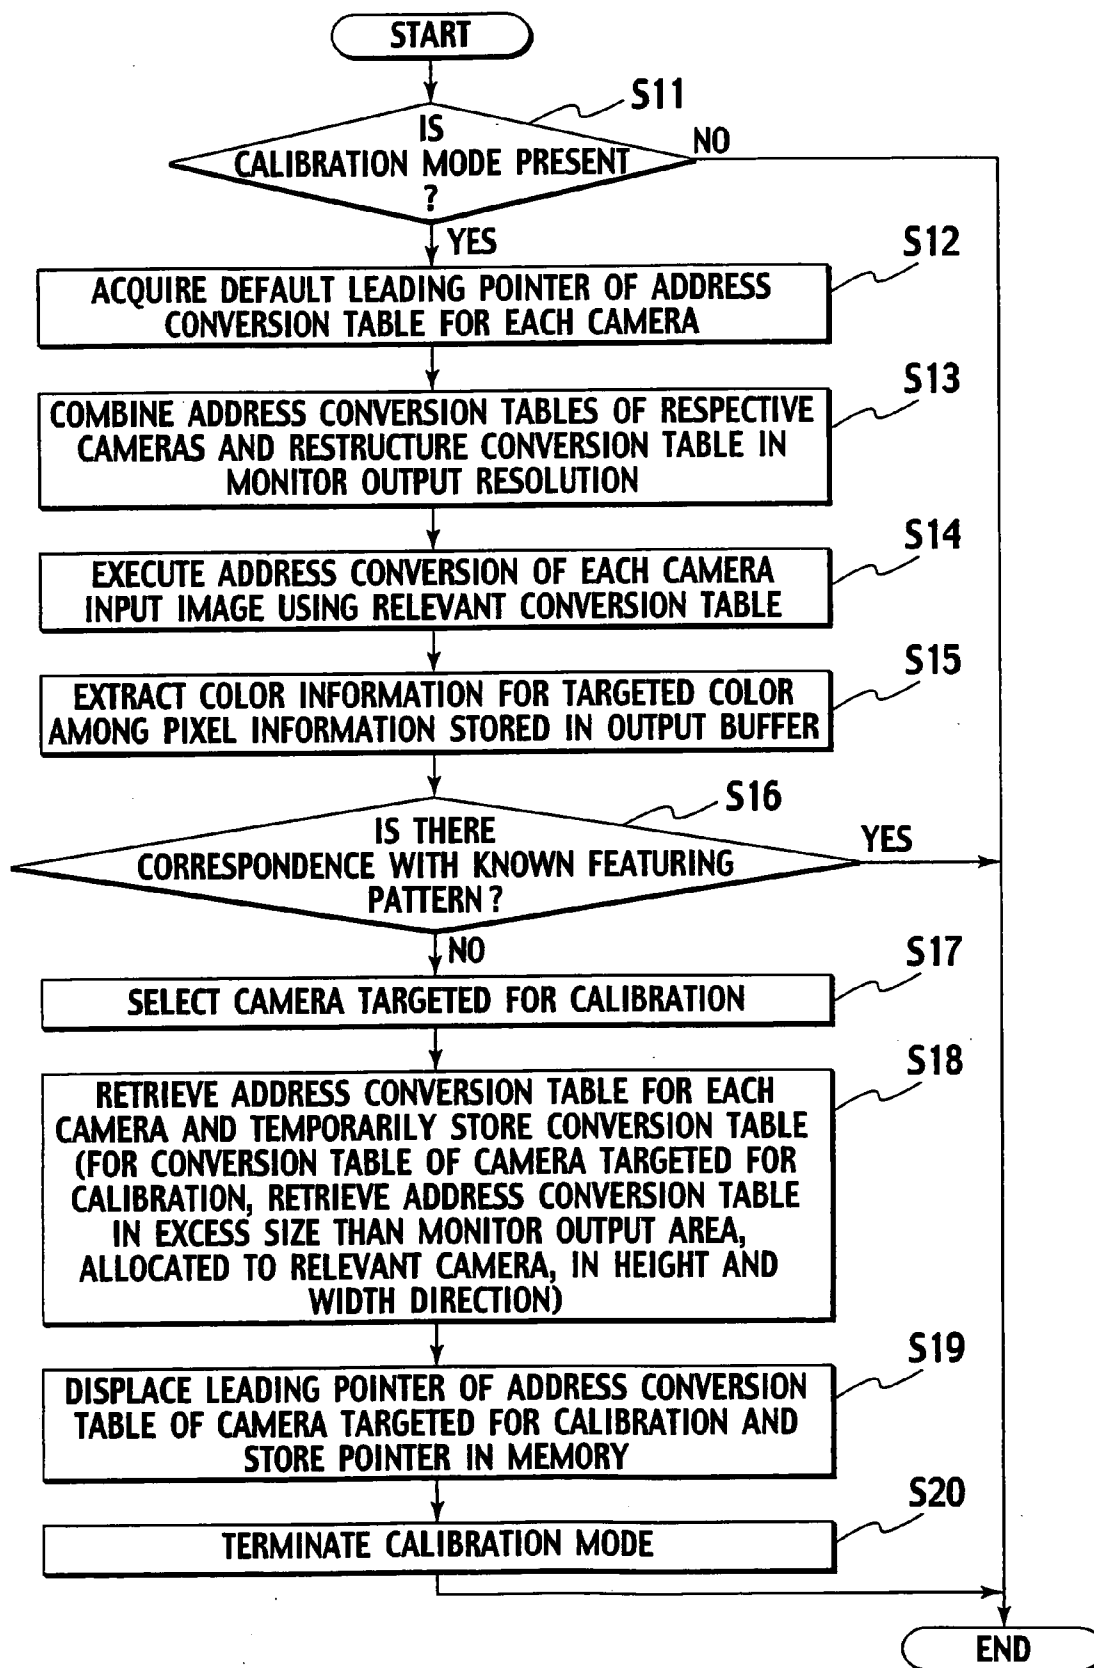 START
S11
IS
CALIBRATION MODE PRESENT
?
NO
YES
S12
ACQUIRE DEFAULT LEADING POINTER OF ADDRESS
CONVERSION TABLE FOR EACH CAMERA
S13
COMBINE ADDRESS CONVERSION TABLES OF RESPECTIVE
CAMERAS AND RESTRUCTURE CONVERSION TABLE IN
MONITOR OUTPUT RESOLUTION
S14
EXECUTE ADDRESS CONVERSION OF EACH CAMERA
INPUT IMAGE USING RELEVANT CONVERSION TABLE
S15
EXTRACT COLOR INFORMATION FOR TARGETED COLOR
AMONG PIXEL INFORMATION STORED IN OUTPUT BUFFER
S16
IS THERE
CORRESPONDENCE WITH KNOWN FEATURING
PATTERN?
YES
NO
S17
SELECT CAMERA TARGETED FOR CALIBRATION
S18
RETRIEVE ADDRESS CONVERSION TABLE FOR EACH
CAMERA AND TEMPORARILY STORE CONVERSION TABLE
(FOR CONVERSION TABLE OF CAMERA TARGETED FOR
CALIBRATION, RETRIEVE ADDRESS CONVERSION TABLE
IN EXCESS SIZE THAN MONITOR OUTPUT AREA,
ALLOCATED TO RELEVANT CAMERA, IN HEIGHT AND
WIDTH DIRECTION)
S19
DISPLACE LEADING POINTER OF ADDRESS CONVERSION
TABLE OF CAMERA TARGETED FOR CALIBRATION AND
STORE POINTER IN MEMORY
S20
TERMINATE CALIBRATION MODE
END